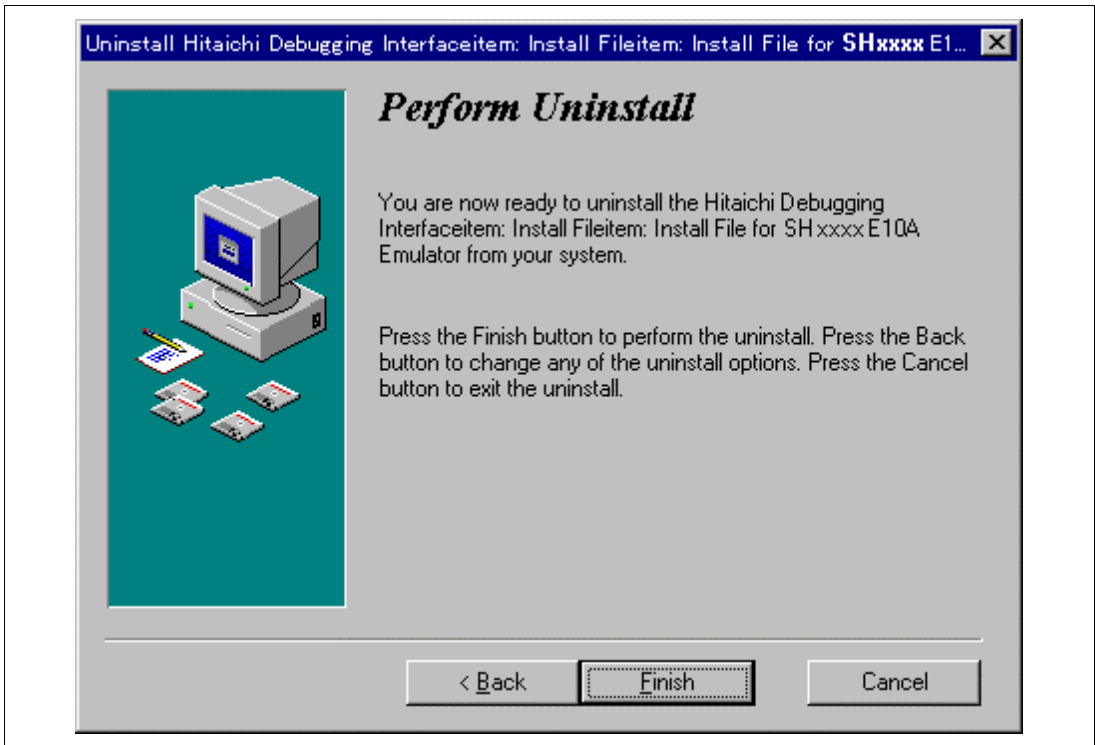 Uninstall Hitaichi Debugging Interfaceitem: Install Fileitem: Install File for SHxxxx E1...
Perform Uninstall
You are now ready to uninstall the Hitaichi Debugging
Interfaceitem: Install Fileitem: Install File for SH xxxx E10A
Emulator from your system.
Press the Finish button to perform the uninstall. Press the Back
button to change any of the uninstall options. Press the Cancel
button to exit the uninstall.
< Back
Finish
Cancel